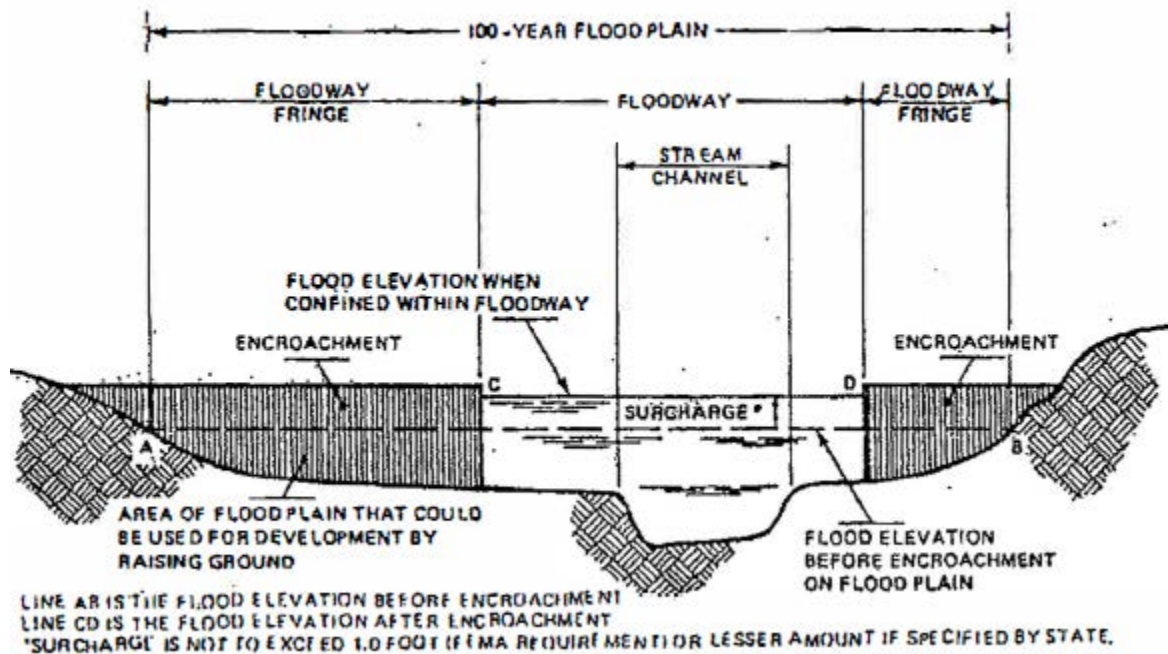 100-YEAR FLOOD PLAIN
FLOODWAY
FRINGE
FLOODWAY
FLOODWAY
FRINGE
STREAM
CHANNEL
FLOOD ELEVATION WHEN
CONFINED WITHIN FLOODWAY
ENCROACHMENT
ENCROACHMENT
C
D
SURCHARGE*
A
B
AREA OF FLOOD PLAIN THAT COULD
BE USED FOR DEVELOPMENT BY
RAISING GROUND
FLOOD ELEVATION
BEFORE ENCROACHMENT
ON FLOOD PLAIN
LINE AB IS THE FLOOD ELEVATION BEFORE ENCROACHMENT
LINE CD IS THE FLOOD ELEVATION AFTER ENCROACHMENT
*SURCHARGE IS NOT TO EXCEED 1.0 FOOT (FEMA REQUIREMENT) OR LESSER AMOUNT IF SPECIFIED BY STATE.